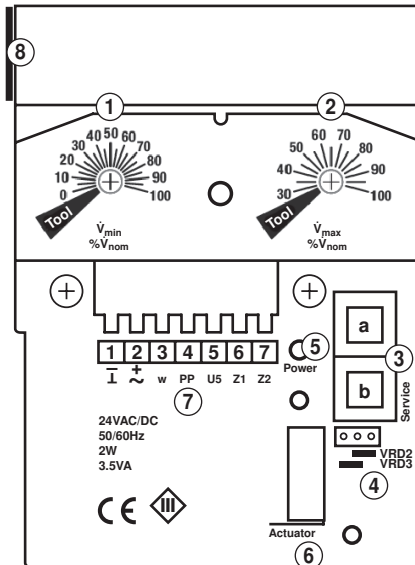 8
1
2
0 10 20 30 40 50 60 70 80 90 100
Tool
V̇min
%V̇nom
30 40 50 60 70 80 90 100
Tool
V̇max
%V̇nom
1 2 3 4 5 6 7
⊥ ~ + w PP U5 Z1 Z2
7
5
Power
a
b
3
Service
VRD2
VRD3
4
24VAC/DC
50/60Hz
2W
3.5VA
CE III
Actuator
6